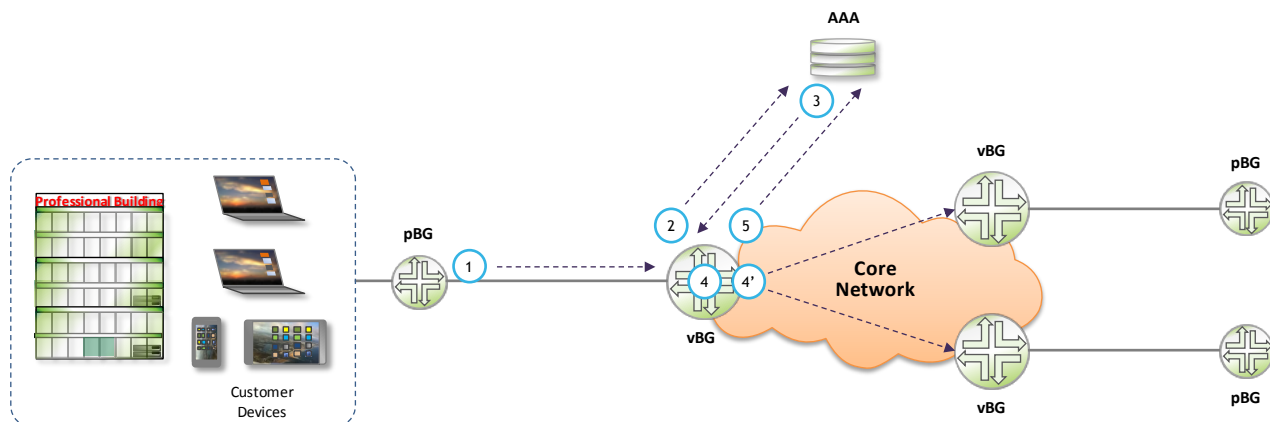 AAA
3
vBG
pBG
Professional Building
2
5
pBG
1
Core
Network
4
4’
vBG
Customer
Devices
vBG
pBG